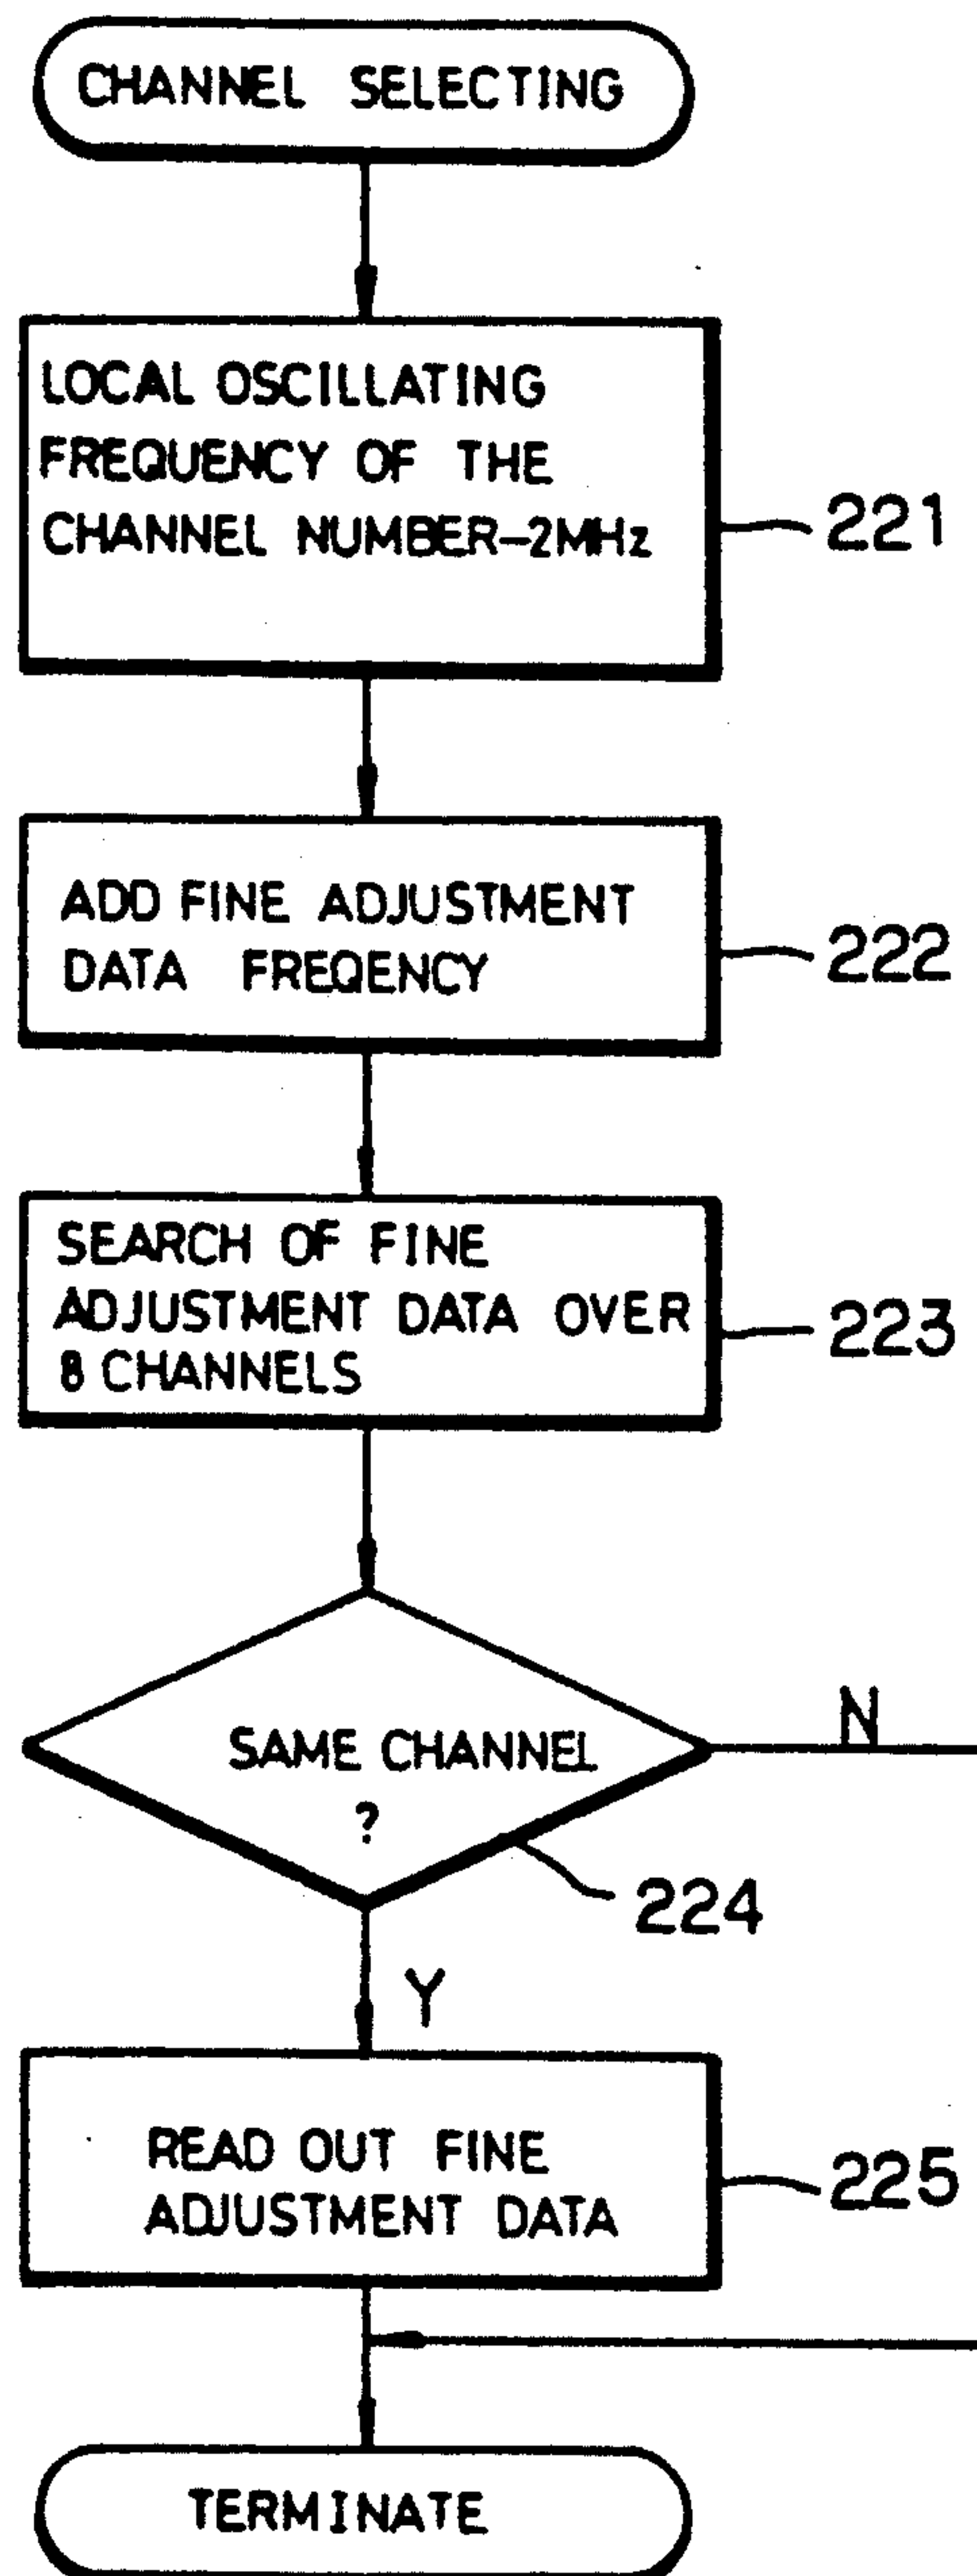 CHANNEL SELECTING
LOCAL OSCILLATING
FREQUENCY OF THE
CHANNEL NUMBER-2MHz
221
ADD FINE ADJUSTMENT
DATA FREQENCY
222
SEARCH OF FINE
ADJUSTMENT DATA OVER
8 CHANNELS
223
SAME CHANNEL
?
N
224
Y
READ OUT FINE
ADJUSTMENT DATA
225
TERMINATE